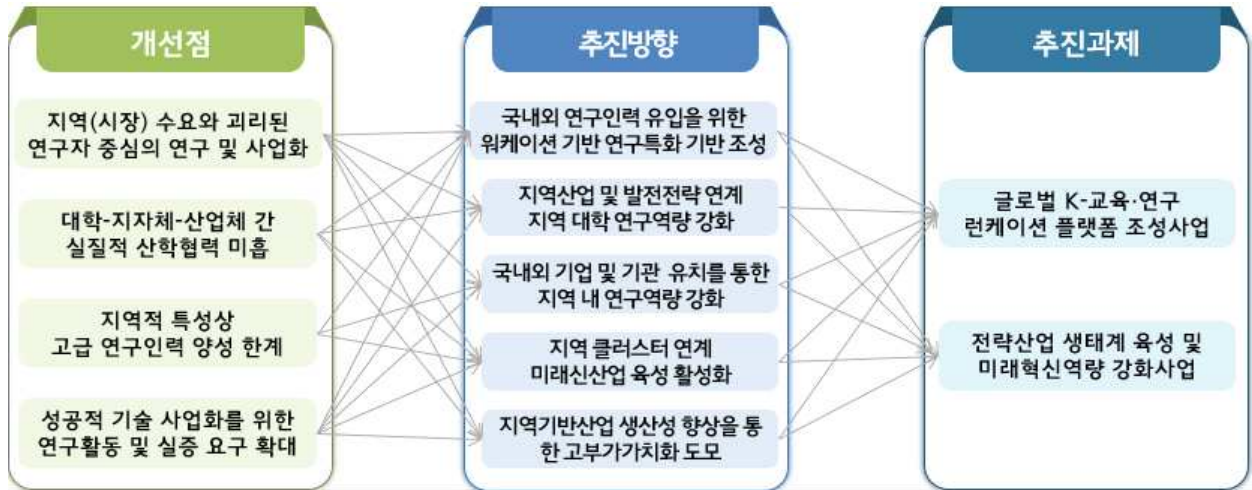 개선점
지역(시장) 수요와 괴리된
연구자 중심의 연구 및 사업화
대학-지자체-산업체 간
실질적 산학협력 미흡
지역적 특성상
고급 연구인력 양성 한계
성공적 기술 사업화를 위한
연구활동 및 실증 요구 확대
추진방향
국내외 연구인력 유입을 위한
워케이션 기반 연구특화 기반 조성
지역산업 및 발전전략 연계
지역 대학 연구역량 강화
국내외 기업 및 기관 유치를 통한
지역 내 연구역량 강화
지역 클러스터 연계
미래신산업 육성 활성화
지역기반산업 생산성 향상을 통
한 고부가가치화 도모
추진과제
글로벌 K-교육·연구
런케이션 플랫폼 조성사업
전략산업 생태계 육성 및
미래혁신역량 강화사업